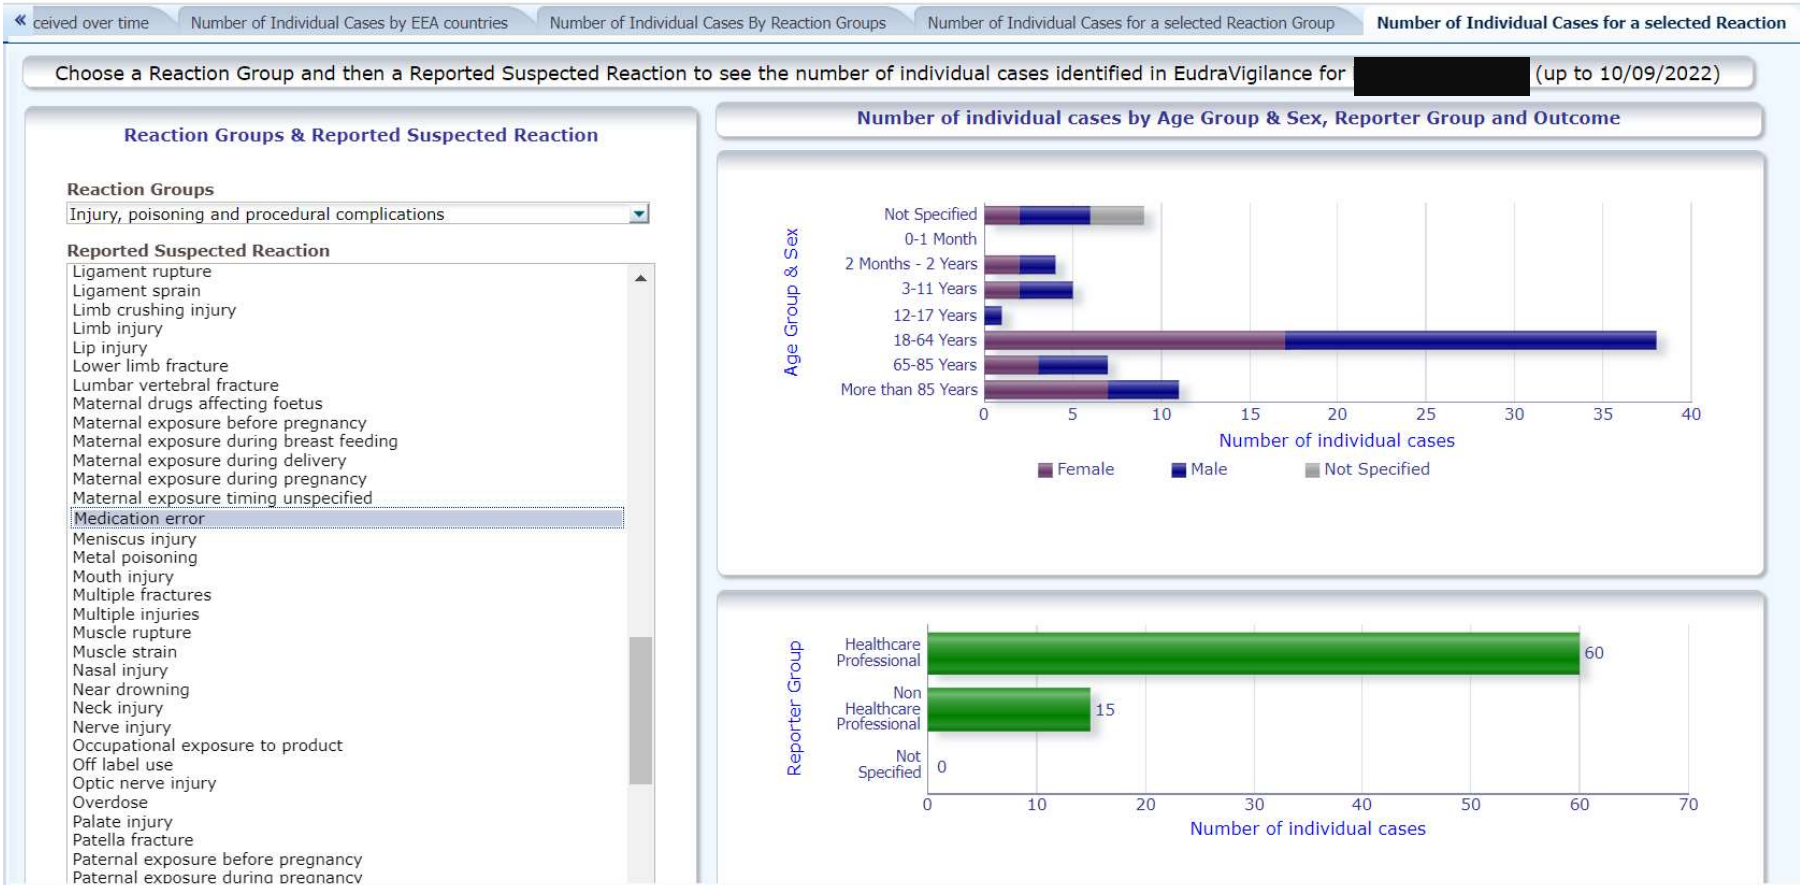 « ceived over time Number of Individual Cases by EEA countries Number of Individual Cases By Reaction Groups Number of Individual Cases for a selected Reaction Group Number of Individual Cases for a selected Reaction
Choose a Reaction Group and then a Reported Suspected Reaction to see the number of individual cases identified in EudraVigilance for (up to 10/09/2022)
Reaction Groups & Reported Suspected Reaction
Reaction Groups
Injury, poisoning and procedural complications
Reported Suspected Reaction
Ligament rupture
Ligament sprain
Limb crushing injury
Limb injury
Lip injury
Lower limb fracture
Lumbar vertebral fracture
Maternal drugs affecting foetus
Maternal exposure before pregnancy
Maternal exposure during breast feeding
Maternal exposure during delivery
Maternal exposure during pregnancy
Maternal exposure timing unspecified
Medication error
Meniscus injury
Metal poisoning
Mouth injury
Multiple fractures
Multiple injuries
Muscle rupture
Muscle strain
Nasal injury
Near drowning
Neck injury
Nerve injury
Occupational exposure to product
Off label use
Optic nerve injury
Overdose
Palate injury
Patella fracture
Paternal exposure before pregnancy
Paternal exposure during pregnancy
Number of individual cases by Age Group & Sex, Reporter Group and Outcome
Age Group & Sex
Not Specified
0-1 Month
2 Months - 2 Years
3-11 Years
12-17 Years
18-64 Years
65-85 Years
More than 85 Years
0 5 10 15 20 25 30 35 40
Number of individual cases
Female Male Not Specified
Reporter Group
Healthcare
Professional
60
Non
Healthcare
Professional
15
Not
Specified
0
0 10 20 30 40 50 60 70
Number of individual cases